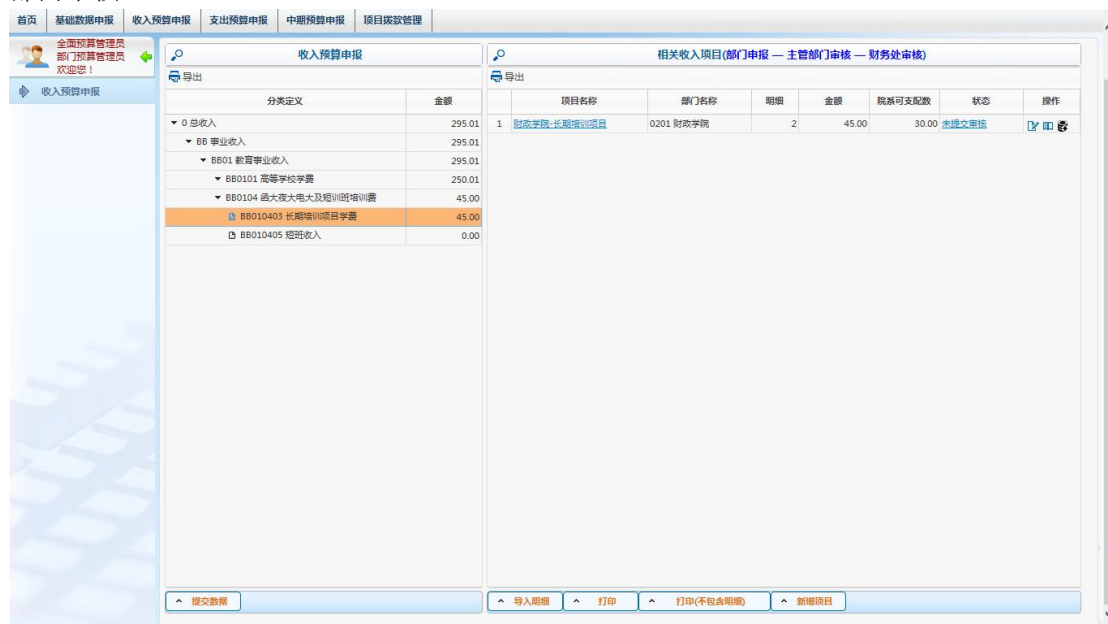 首页 基础数据申报 收入预算申报 支出预算申报 中期预算申报 项目拨款管理
全面预算管理员
部门预算管理员
欢迎您！
收入预算申报
收入预算申报
导出
分类定义 金额
0 总收入 295.01
BB 事业收入 295.01
BB01 教育事业收入 295.01
BB0101 高等学校学费 250.01
BB0104 函大夜大电大及短训班培训费 45.00
BB010403 长期培训项目学费 45.00
BB010405 短班收入 0.00
提交数据
相关收入项目(部门申报 — 主管部门审核 — 财务处审核)
导出
项目名称 部门名称 明细 金额 院系可支配数 状态 操作
1 财政学院-长期培训项目 0201 财政学院 2 45.00 30.00 未提交审核
导入明细 打印 打印(不包含明细) 新增项目